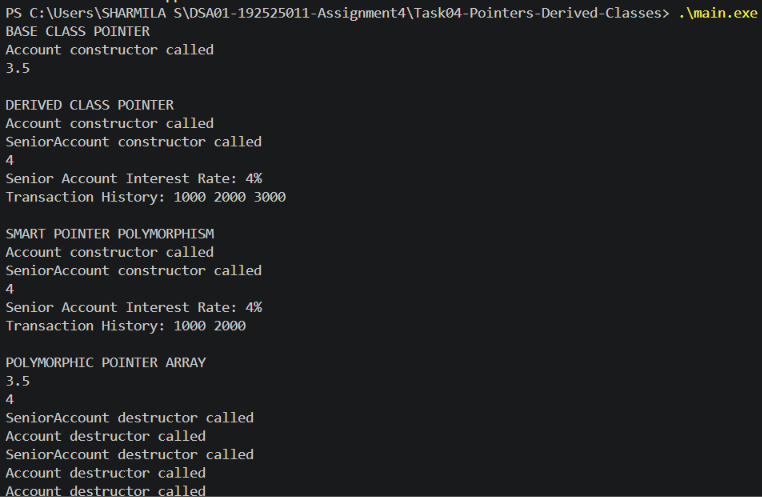 PS C:\Users\SHARMILA S\DSA01-192525011-Assignment4\Task04-Pointers-Derived-Classes> .\main.exe
BASE CLASS POINTER
Account constructor called
3.5
DERIVED CLASS POINTER
Account constructor called
SeniorAccount constructor called
4
Senior Account Interest Rate: 4%
Transaction History: 1000 2000 3000
SMART POINTER POLYMORPHISM
Account constructor called
SeniorAccount constructor called
4
Senior Account Interest Rate: 4%
Transaction History: 1000 2000
POLYMORPHIC POINTER ARRAY
3.5
4
SeniorAccount destructor called
Account destructor called
SeniorAccount destructor called
Account destructor called
Account destructor called